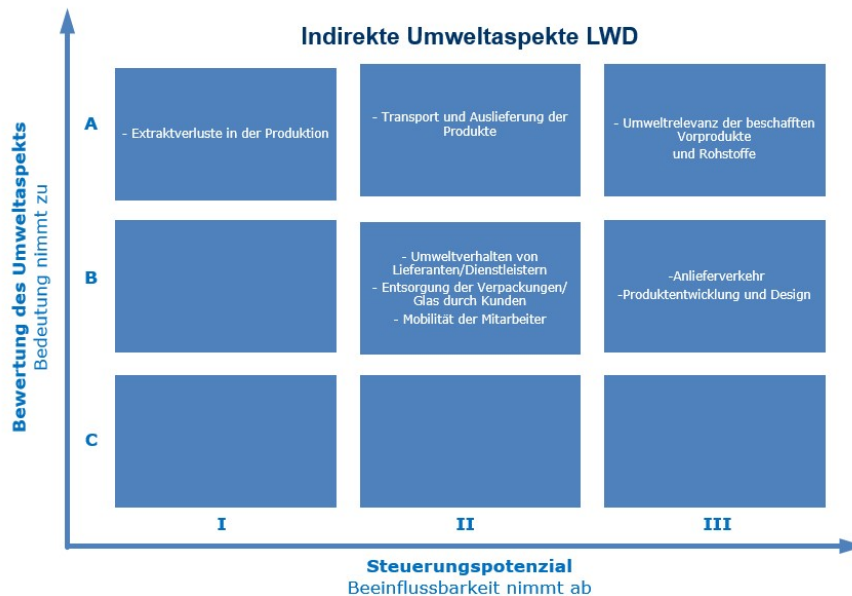 Indirekte Umweltaspekte LWD
Bewertung des Umweltaspekts
Bedeutung nimmt zu
A
- Extraktverluste in der Produktion
- Transport und Auslieferung der
Produkte
- Umweltrelevanz der beschafften
Vorprodukte
und Rohstoffe
B
- Umweltverhalten von
Lieferanten/Dienstleistern
- Entsorgung der Verpackungen/
Glas durch Kunden
- Mobilität der Mitarbeiter
-Anlieferverkehr
-Produktentwicklung und Design
C
I
II
III
Steuerungspotenzial
Beeinflussbarkeit nimmt ab